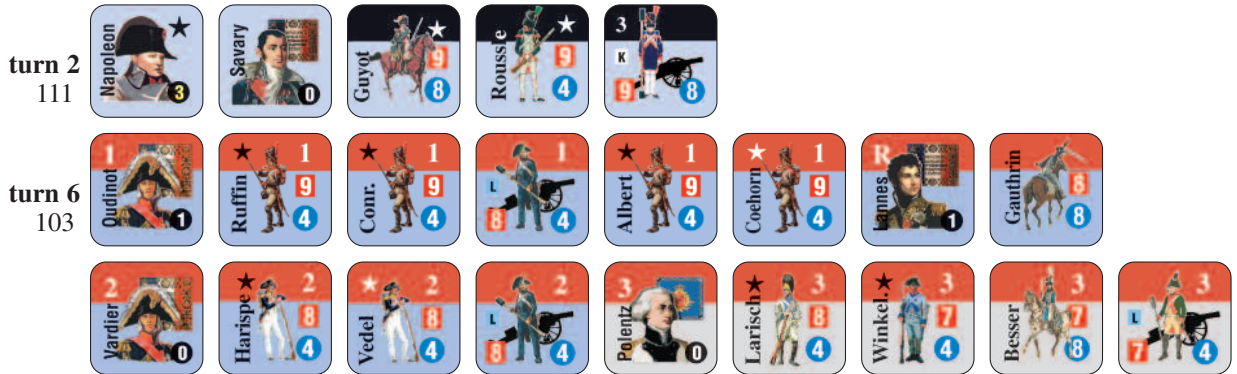 turn 2
111
Napoleon 3
Savary 0
Guyot 9 8
Roussle 9 4
3 K 9 8
turn 6
103
1 Oudinot 1
Ruffin 1 9 4
Conr. 1 9 4
1 L 8 4
Albert 1 9 4
Coehorn 1 9 4
R Lannes 1
Gauthrin 8 8
2 Vardier 0
Harispe 2 8 4
Vedel 2 8 4
2 L 8 4
3 Polentz 0
Larisch 3 8 4
Winkel. 3 7 4
Besser 3 7 8
3 L 7 4